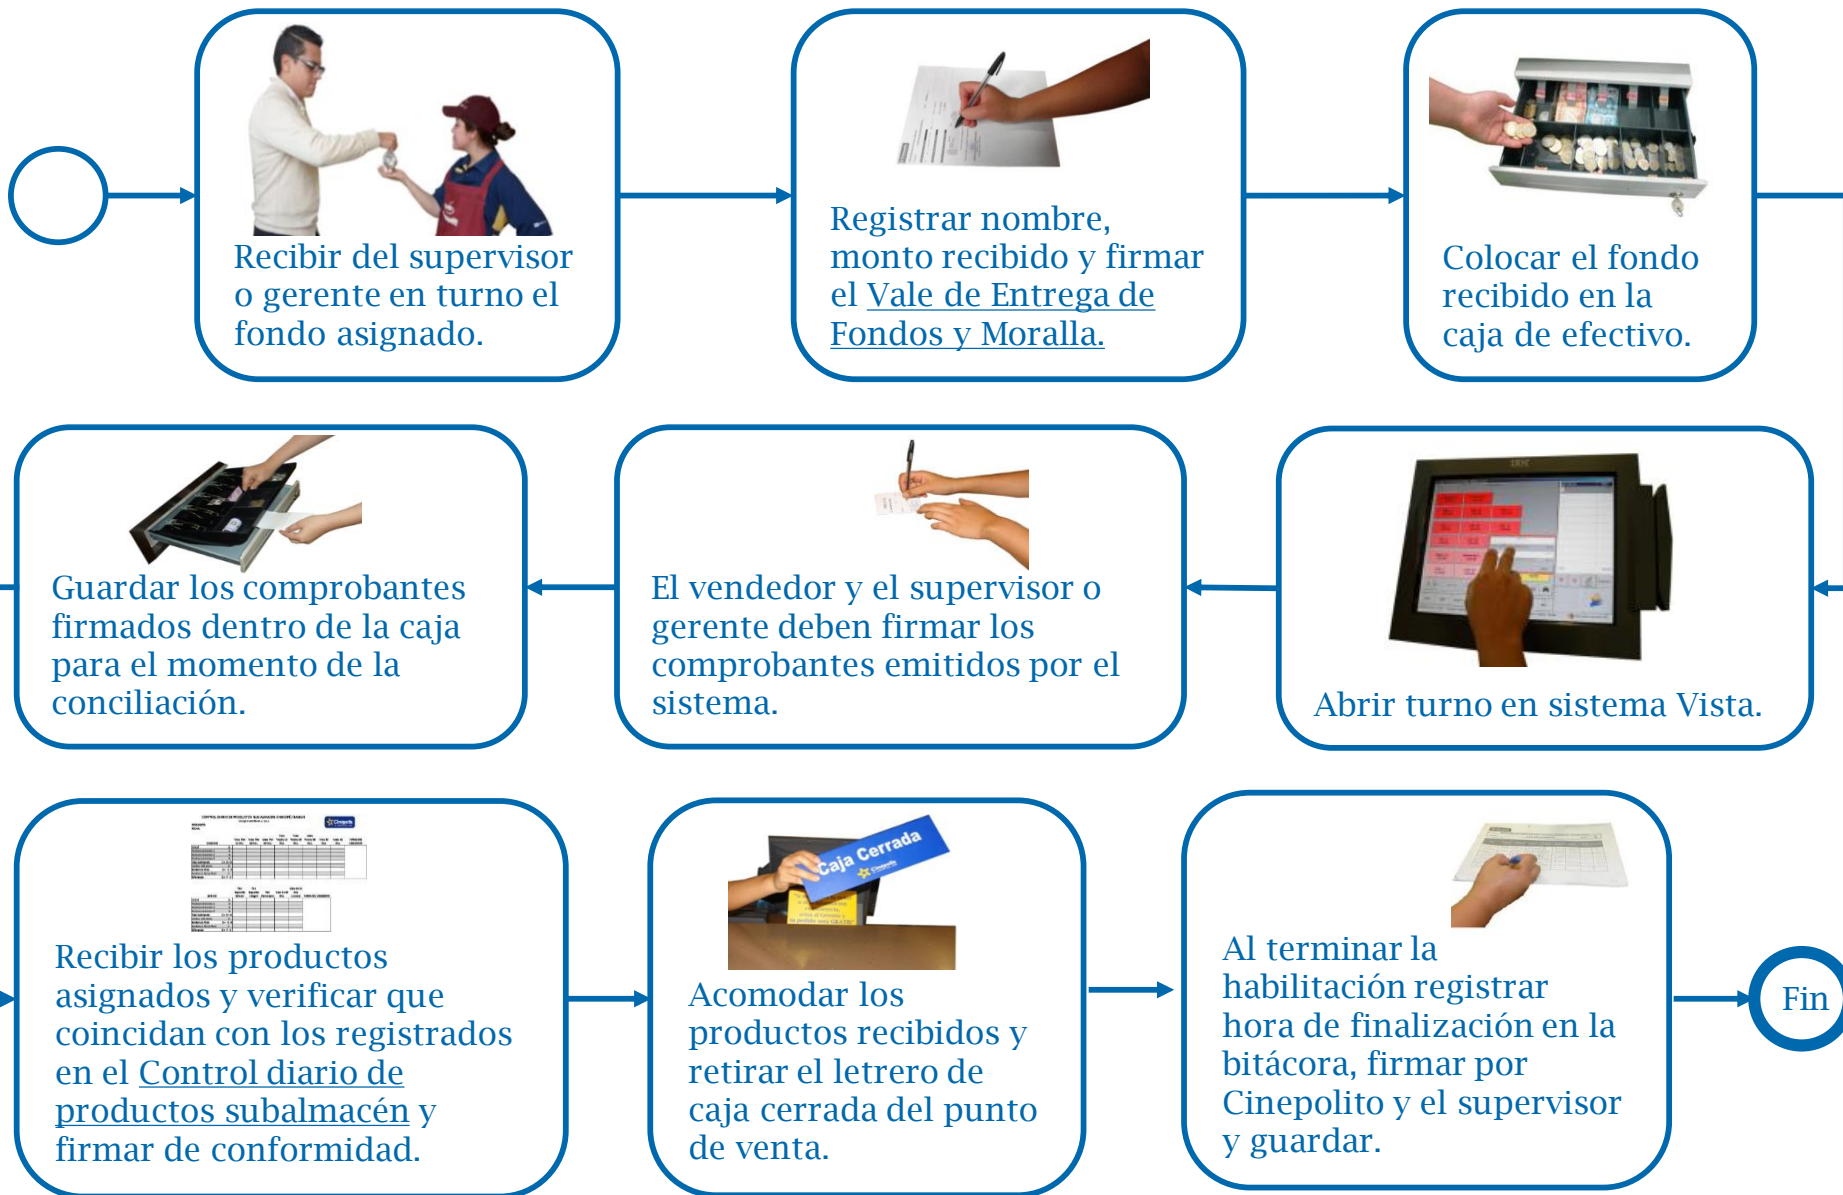 Recibir del supervisor
o gerente en turno el
fondo asignado.
Registrar nombre,
monto recibido y firmar
el Vale de Entrega de
Fondos y Moralla.
Colocar el fondo
recibido en la
caja de efectivo.
Abrir turno en sistema Vista.
El vendedor y el supervisor o
gerente deben firmar los
comprobantes emitidos por el
sistema.
Guardar los comprobantes
firmados dentro de la caja
para el momento de la
conciliación.
Recibir los productos
asignados y verificar que
coincidan con los registrados
en el Control diario de
productos subalmacén y
firmar de conformidad.
Caja Cerrada
Cinépolis
Acomodar los
productos recibidos y
retirar el letrero de
caja cerrada del punto
de venta.
Al terminar la
habilitación registrar
hora de finalización en la
bitácora, firmar por
Cinepolito y el supervisor
y guardar.
Fin